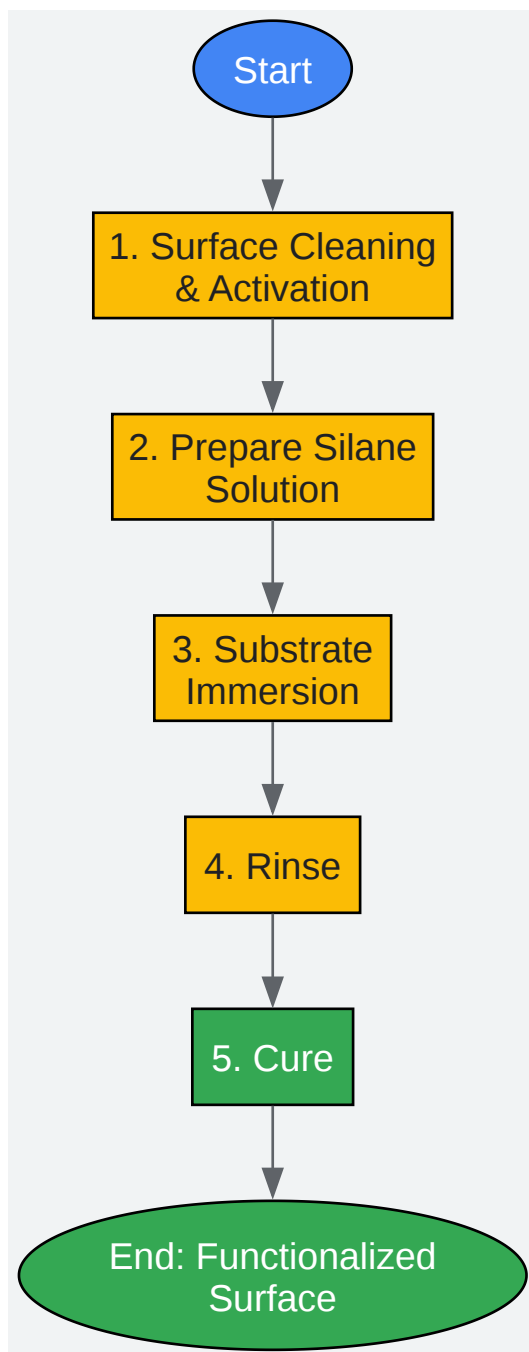 Start
1. Surface Cleaning
& Activation
2. Prepare Silane
Solution
3. Substrate
Immersion
4. Rinse
5. Cure
End: Functionalized
Surface